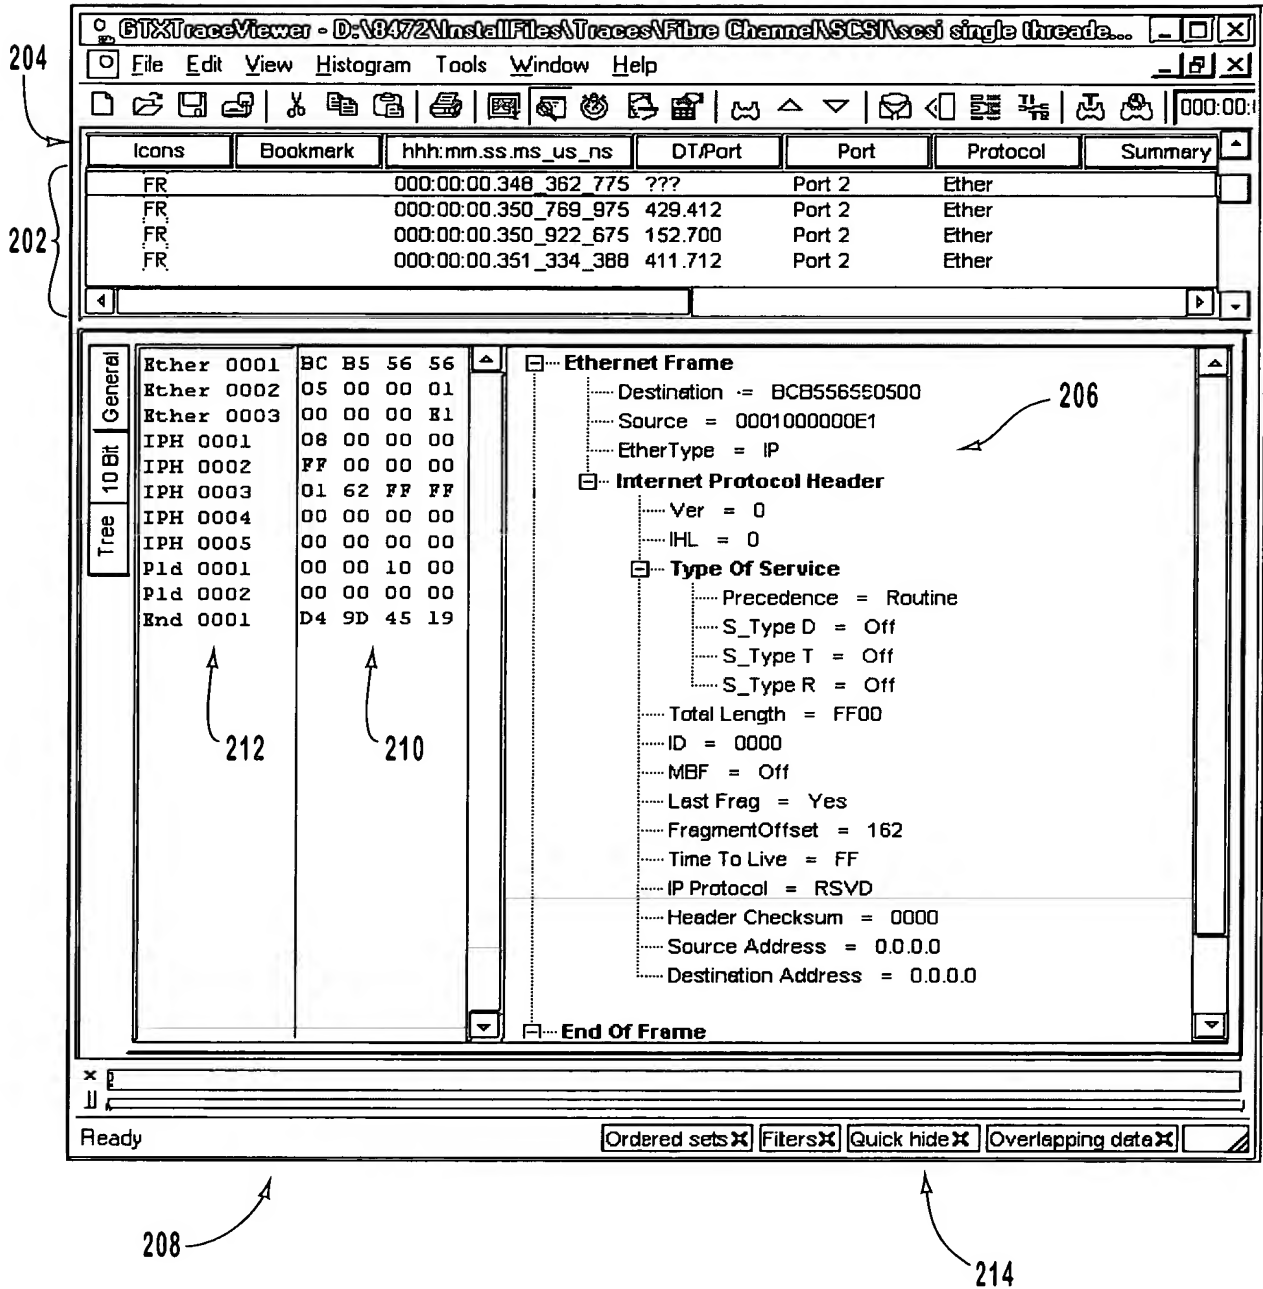 GTXTraceViewer - D:\8472\InstallFiles\Traces\Fibre Channel\SCSI\scsi single threade...
File Edit View Histogram Tools Window Help
000:00:
204
Icons Bookmark hhh:mm.ss.ms_us_ns DT/Port Port Protocol Summary
FR 000:00:00.348_362_775 ??? Port 2 Ether
FR 000:00:00.350_769_975 429.412 Port 2 Ether
FR 000:00:00.350_922_675 152.700 Port 2 Ether
FR 000:00:00.351_334_388 411.712 Port 2 Ether
202
General
10 Bit
Tree
Ether 0001 BC B5 56 56
Ether 0002 05 00 00 01
Ether 0003 00 00 00 E1
IPH 0001 08 00 00 00
IPH 0002 FF 00 00 00
IPH 0003 01 62 FF FF
IPH 0004 00 00 00 00
IPH 0005 00 00 00 00
Pld 0001 00 00 10 00
Pld 0002 00 00 00 00
End 0001 D4 9D 45 19
212
210
Ethernet Frame
Destination = BCB556560500
Source = 0001000000E1
EtherType = IP
206
Internet Protocol Header
Ver = 0
IHL = 0
Type Of Service
Precedence = Routine
S_Type D = Off
S_Type T = Off
S_Type R = Off
Total Length = FF00
ID = 0000
MBF = Off
Last Frag = Yes
FragmentOffset = 162
Time To Live = FF
IP Protocol = RSVD
Header Checksum = 0000
Source Address = 0.0.0.0
Destination Address = 0.0.0.0
End Of Frame
Ready
Ordered sets Filters Quick hide Overlapping data
208
214